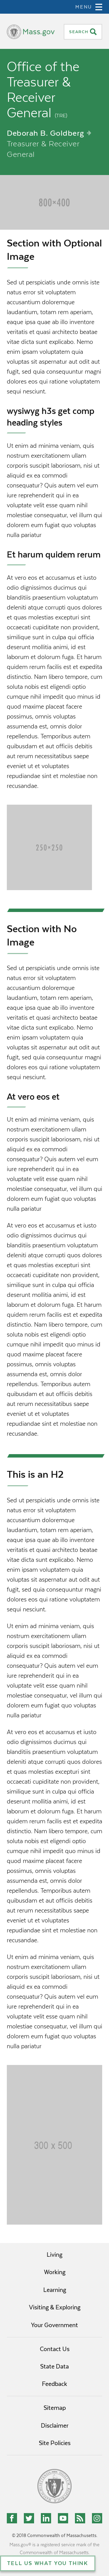 MENU
Mass.gov
SEARCH
Office of the
Treasurer &
Receiver
General (TRE)
Deborah B. Goldberg
Treasurer & Receiver
General
800×400
Section with Optional
Image
Sed ut perspiciatis unde omnis
iste natus error sit voluptatem
accusantium doloremque
laudantium, totam rem aperiam,
eaque ipsa quae ab illo inventore
veritatis et quasi architecto beatae
vitae dicta sunt explicabo. Nemo
enim ipsam voluptatem quia
voluptas sit aspernatur aut odit aut
fugit, sed quia consequuntur magni
dolores eos qui ratione voluptatem
sequi nesciunt.
wysiwyg h3s get comp
heading styles
Ut enim ad minima veniam, quis
nostrum exercitationem ullam
corporis suscipit laboriosam, nisi ut
aliquid ex ea commodi
consequatur? Quis autem vel eum
iure reprehenderit qui in ea
voluptate velit esse quam nihil
molestiae consequatur, vel illum qui
dolorem eum fugiat quo voluptas
nulla pariatur
Et harum quidem rerum
At vero eos et accusamus et iusto
odio dignissimos ducimus qui
blanditiis praesentium voluptatum
deleniti atque corrupti quos dolores
et quas molestias excepturi sint
occaecati cupiditate non provident,
similique sunt in culpa qui officia
deserunt mollitia animi, id est
laborum et dolorum fuga. Et harum
quidem rerum facilis est et expedita
distinctio. Nam libero tempore, cum
soluta nobis est eligendi optio
cumque nihil impedit quo minus id
quod maxime placeat facere
possimus, omnis voluptas
assumenda est, omnis dolor
repellendus. Temporibus autem
quibusdam et aut officiis debitis
aut rerum necessitatibus saepe
eveniet ut et voluptates
repudiandae sint et molestiae non
recusandae.
250×250
Section with No
Image
Sed ut perspiciatis unde omnis iste
natus error sit voluptatem
accusantium doloremque
laudantium, totam rem aperiam,
eaque ipsa quae ab illo inventore
veritatis et quasi architecto beatae
vitae dicta sunt explicabo. Nemo
enim ipsam voluptatem quia
voluptas sit aspernatur aut odit aut
fugit, sed quia consequuntur magni
dolores eos qui ratione voluptatem
sequi nesciunt.
At vero eos et
Ut enim ad minima veniam, quis
nostrum exercitationem ullam
corporis suscipit laboriosam, nisi ut
aliquid ex ea commodi
consequatur? Quis autem vel eum
iure reprehenderit qui in ea
voluptate velit esse quam nihil
molestiae consequatur, vel illum qui
dolorem eum fugiat quo voluptas
nulla pariatur
At vero eos et accusamus et iusto
odio dignissimos ducimus qui
blanditiis praesentium voluptatum
deleniti atque corrupti quos dolores
et quas molestias excepturi sint
occaecati cupiditate non provident,
similique sunt in culpa qui officia
deserunt mollitia animi, id est
laborum et dolorum fuga. Et harum
quidem rerum facilis est et expedita
distinctio. Nam libero tempore, cum
soluta nobis est eligendi optio
cumque nihil impedit quo minus id
quod maxime placeat facere
possimus, omnis voluptas
assumenda est, omnis dolor
repellendus. Temporibus autem
quibusdam et aut officiis debitis
aut rerum necessitatibus saepe
eveniet ut et voluptates
repudiandae sint et molestiae non
recusandae.
This is an H2
Sed ut perspiciatis unde omnis iste
natus error sit voluptatem
accusantium doloremque
laudantium, totam rem aperiam,
eaque ipsa quae ab illo inventore
veritatis et quasi architecto beatae
vitae dicta sunt explicabo. Nemo
enim ipsam voluptatem quia
voluptas sit aspernatur aut odit aut
fugit, sed quia consequuntur magni
dolores eos qui ratione voluptatem
sequi nesciunt.
Ut enim ad minima veniam, quis
nostrum exercitationem ullam
corporis suscipit laboriosam, nisi ut
aliquid ex ea commodi
consequatur? Quis autem vel eum
iure reprehenderit qui in ea
voluptate velit esse quam nihil
molestiae consequatur, vel illum qui
dolorem eum fugiat quo voluptas
nulla pariatur
At vero eos et accusamus et iusto
odio dignissimos ducimus qui
blanditiis praesentium voluptatum
deleniti atque corrupti quos dolores
et quas molestias excepturi sint
occaecati cupiditate non provident,
similique sunt in culpa qui officia
deserunt mollitia animi, id est
laborum et dolorum fuga. Et harum
quidem rerum facilis est et expedita
distinctio. Nam libero tempore, cum
soluta nobis est eligendi optio
cumque nihil impedit quo minus id
quod maxime placeat facere
possimus, omnis voluptas
assumenda est, omnis dolor
repellendus. Temporibus autem
quibusdam et aut officiis debitis
aut rerum necessitatibus saepe
eveniet ut et voluptates
repudiandae sint et molestiae non
recusandae.
Ut enim ad minima veniam, quis
nostrum exercitationem ullam
corporis suscipit laboriosam, nisi ut
aliquid ex ea commodi
consequatur? Quis autem vel eum
iure reprehenderit qui in ea
voluptate velit esse quam nihil
molestiae consequatur, vel illum qui
dolorem eum fugiat quo voluptas
nulla pariatur
300 x 500
Living
Working
Learning
Visiting & Exploring
Your Government
Contact Us
State Data
Feedback
Sitemap
Disclaimer
Site Policies
© 2018 Commonwealth of Massachusetts.
Mass.gov® is a registered service mark of the
Commonwealth of Massachusetts.
TELL US WHAT YOU THINK